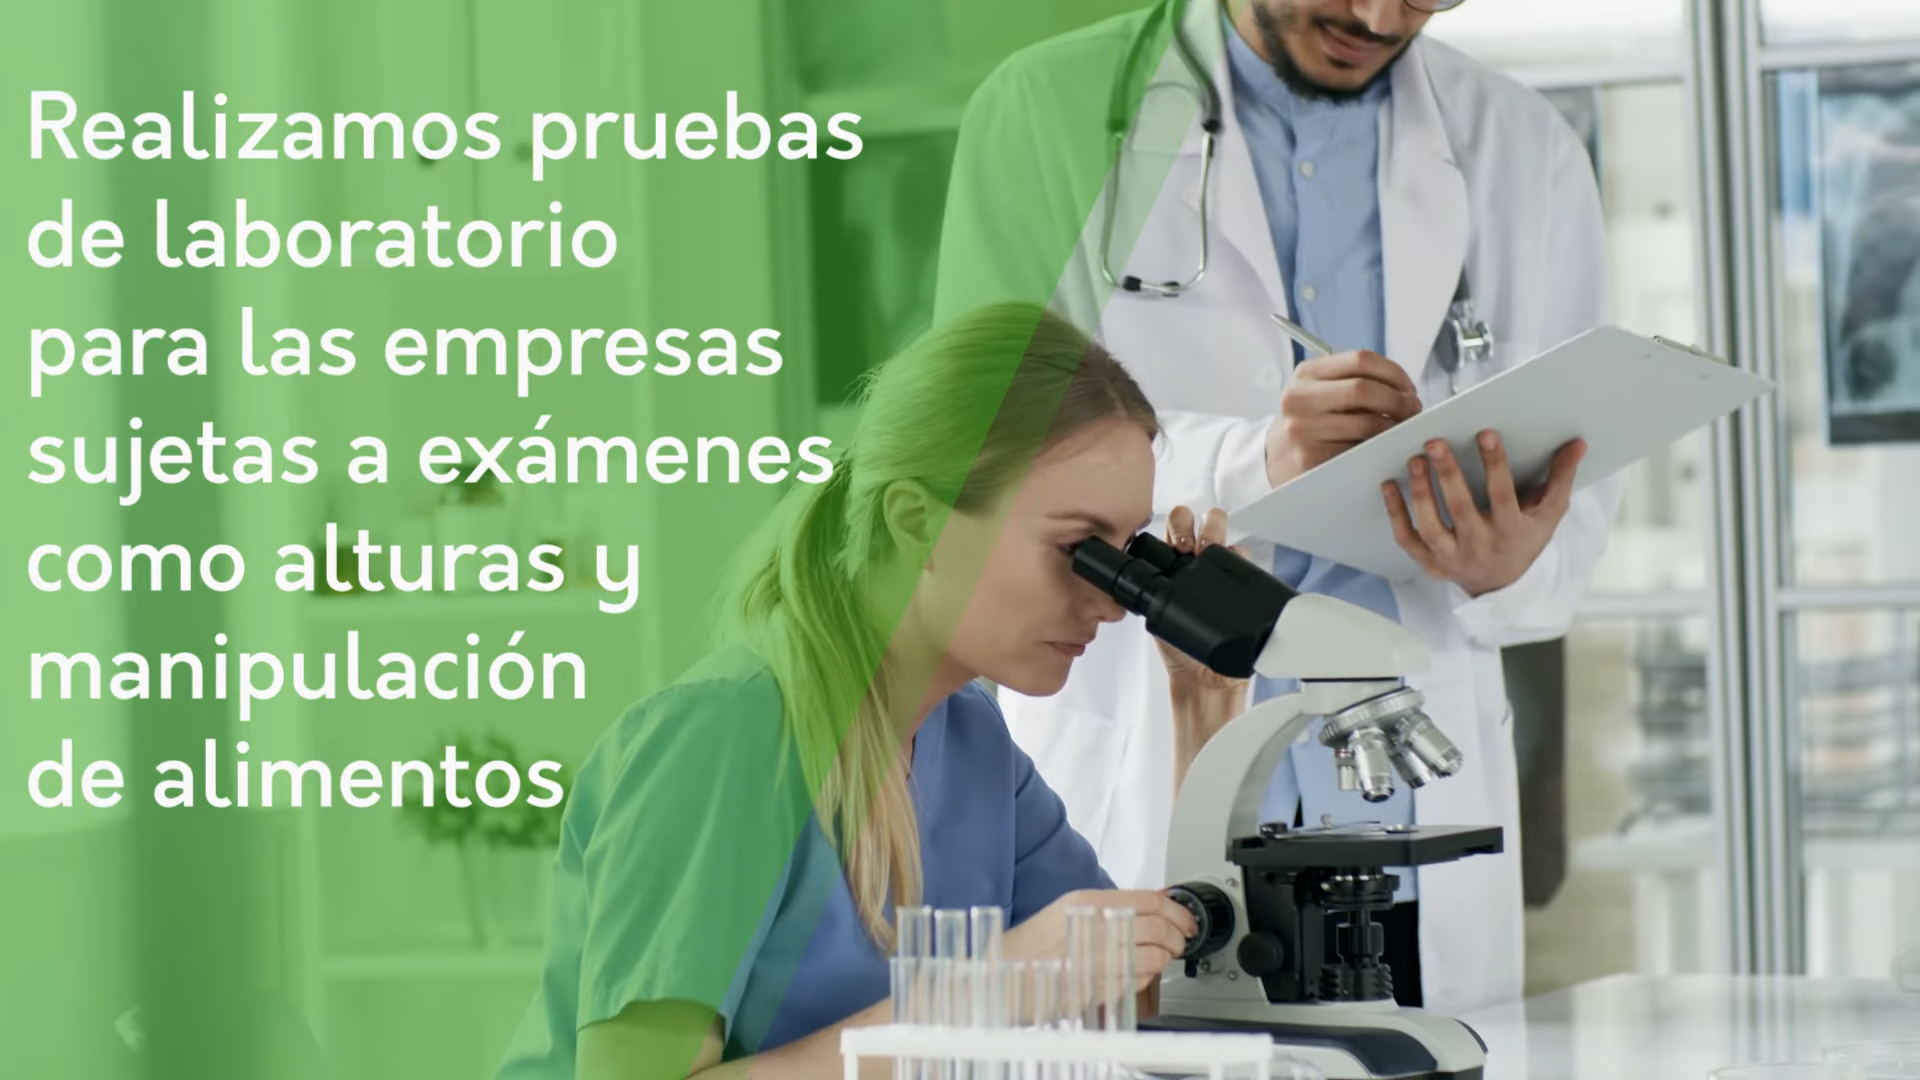 Realizamos pruebas
de laboratorio
para las empresas
sujetas a exámenes
como alturas y
manipulación
de alimentos